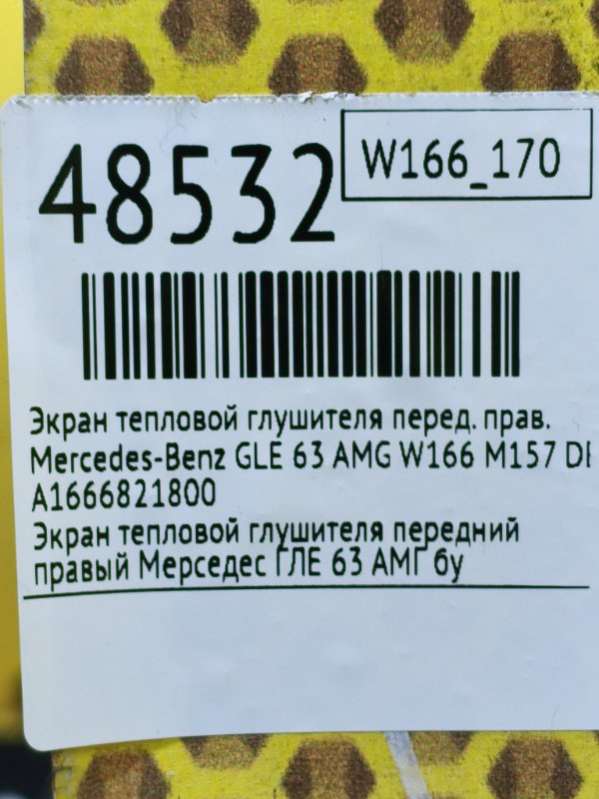 48532
W166_170
Экран тепловой глушителя перед. прав.
Mercedes-Benz GLE 63 AMG W166 M157
A1666821800
Экран тепловой глушителя передний
правый Мерседес ГЛЕ 63 АМГ бу